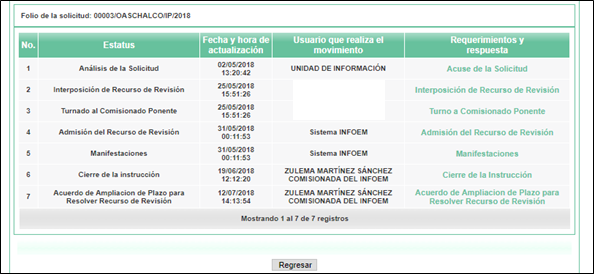 Folio de la solicitud: 00003/OASCHALCO/IP/2018
No. Estatus Fecha y hora de actualización Usuario que realiza el movimiento Requerimientos y respuesta
1 Análisis de la Solicitud 02/05/2018 13:20:42 UNIDAD DE INFORMACIÓN Acuse de la Solicitud
2 Interposición de Recurso de Revisión 25/05/2018 15:51:26 Interposición de Recurso de Revisión
3 Turnado al Comisionado Ponente 25/05/2018 15:51:26 Turno a Comisionado Ponente
4 Admisión del Recurso de Revisión 31/05/2018 00:11:53 Sistema INFOEM Admisión del Recurso de Revisión
5 Manifestaciones 31/05/2018 00:11:53 Sistema INFOEM Manifestaciones
6 Cierre de la instrucción 19/06/2018 12:12:20 ZULEMA MARTÍNEZ SÁNCHEZ COMISIONADA DEL INFOEM Cierre de la Instrucción
7 Acuerdo de Ampliacion de Plazo para Resolver Recurso de Revisión 12/07/2018 14:13:54 ZULEMA MARTÍNEZ SÁNCHEZ COMISIONADA DEL INFOEM Acuerdo de Ampliacion de Plazo para Resolver Recurso de Revisión
Mostrando 1 al 7 de 7 registros
Regresar